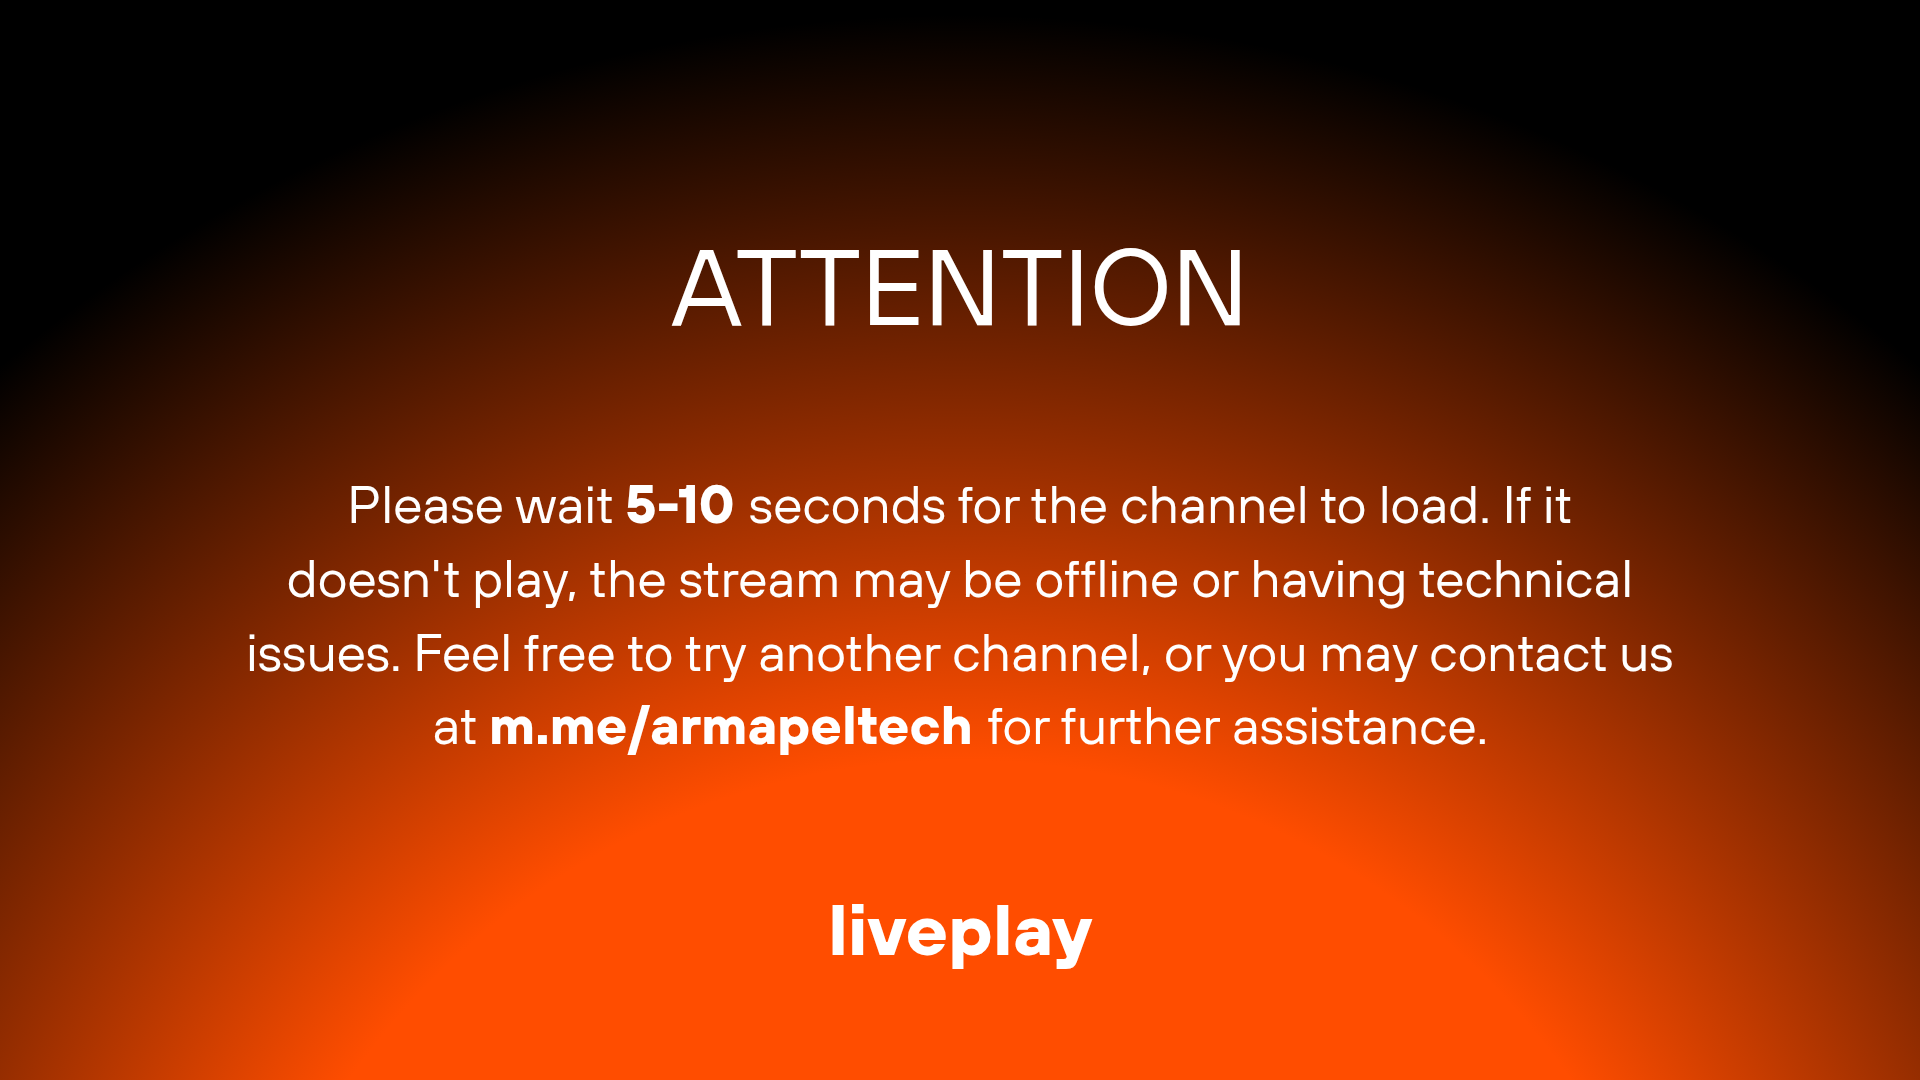 ATTENTION
Please wait 5-10 seconds for the channel to load. If it
doesn't play, the stream may be offline or having technical
issues. Feel free to try another channel, or you may contact us
at m.me/armapeltech for further assistance.
liveplay